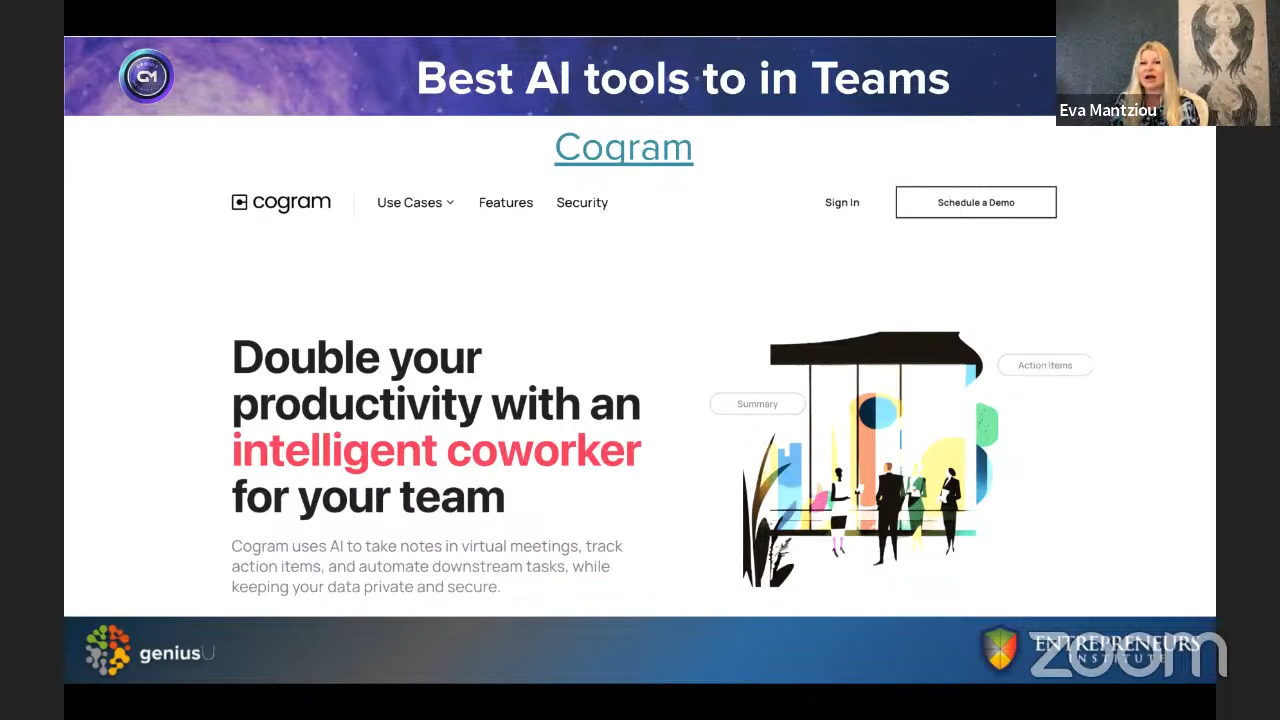 GM
Best AI tools to in Teams
Eva Mantziou
Cogram
cogram
Use Cases
Features
Security
Sign In
Schedule a Demo
Double your
productivity with an
intelligent coworker
for your team
Cogram uses AI to take notes in virtual meetings, track
action items, and automate downstream tasks, while
keeping your data private and secure.
Summary
Action Items
geniusU
ENTREPRENEURS
INSTITUTE
zoom